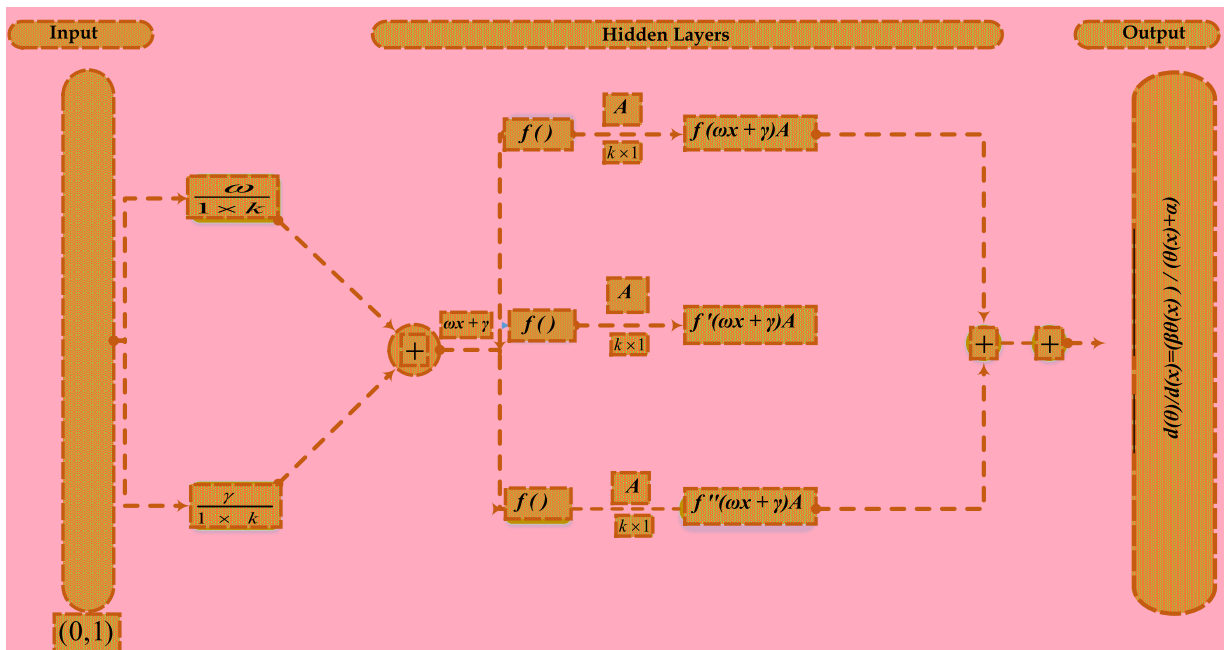 Input
Hidden Layers
Output
A
f ( )
k × 1
f (ωx + γ)A
ω
1 × k
A
ωx + γ
f ( )
k × 1
f '(ωx + γ)A
+
+
+
d(θ)/d(x)=(βθ(x) ) / (θ(x)+α)
A
γ
1 × k
f ( )
k × 1
f ''(ωx + γ)A
(0,1)